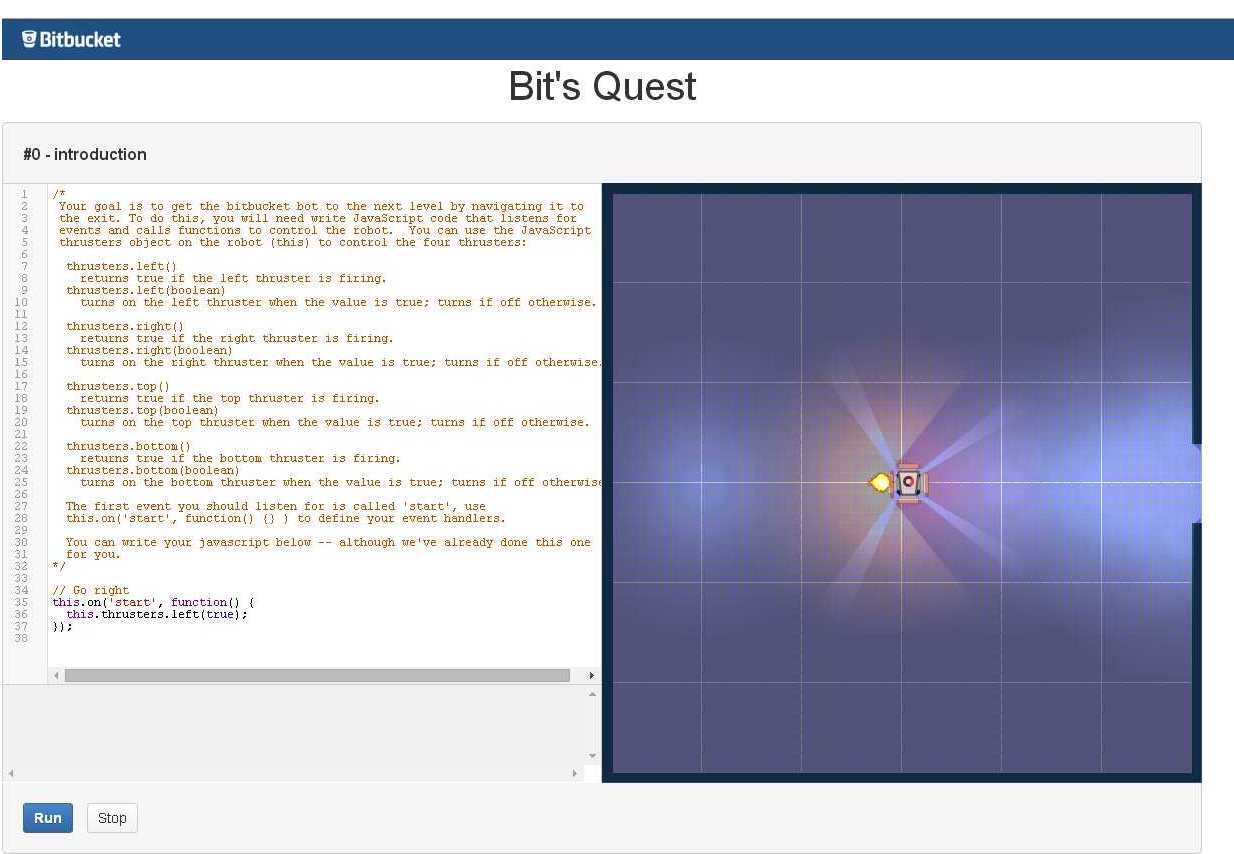 Bitbucket
Bit's Quest
#0 - introduction
1 /*
2 Your goal is to get the bitbucket bot to the next level by navigating it to
3 the exit. To do this, you will need write JavaScript code that listens for
4 events and calls functions to control the robot.  You can use the JavaScript
5 thrusters object on the robot (this) to control the four thrusters:
6
7 thrusters.left()
8 returns true if the left thruster is firing.
9 thrusters.left(boolean)
10 turns on the left thruster when the value is true; turns if off otherwise.
11
12 thrusters.right()
13 returns true if the right thruster is firing.
14 thrusters.right(boolean)
15 turns on the right thruster when the value is true; turns if off otherwise.
16
17 thrusters.top()
18 returns true if the top thruster is firing.
19 thrusters.top(boolean)
20 turns on the top thruster when the value is true; turns if off otherwise.
21
22 thrusters.bottom()
23 returns true if the bottom thruster is firing.
24 thrusters.bottom(boolean)
25 turns on the bottom thruster when the value is true; turns if off otherwise
26
27 The first event you should listen for is called 'start', use
28 this.on('start', function() {} ) to define your event handlers.
29
30 You can write your javascript below -- although we've already done this one
31 for you.
32 */
33
34 // Go right
35 this.on('start', function() {
36 this.thrusters.left(true);
37 });
38
Run
Stop